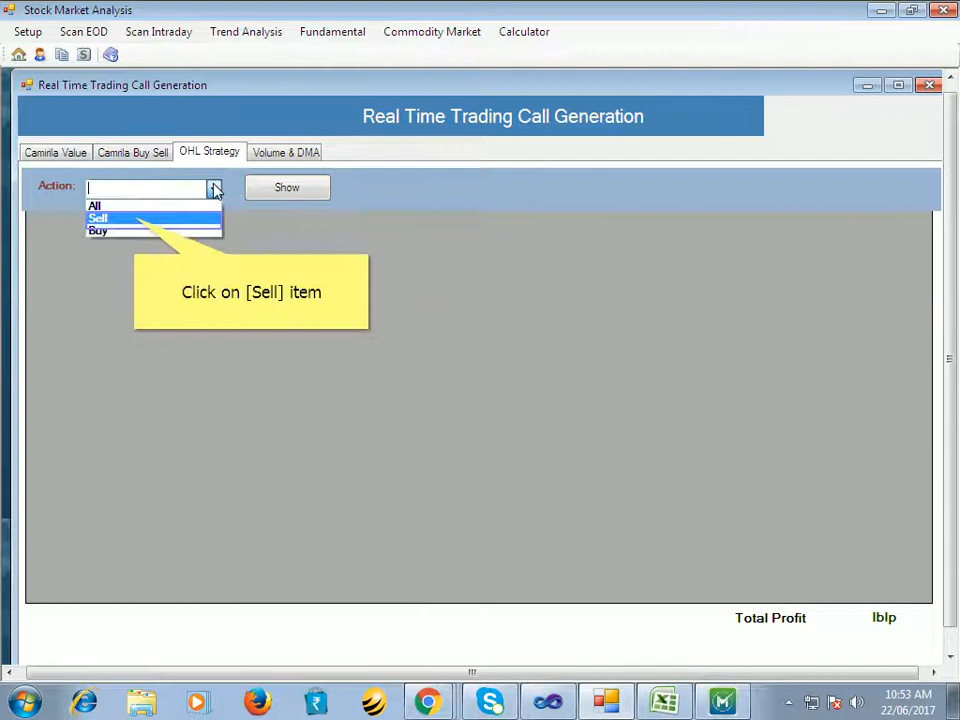 Stock Market Analysis
Setup Scan EOD Scan Intraday Trend Analysis Fundamental Commodity Market Calculator
Real Time Trading Call Generation
Real Time Trading Call Generation
Camirila Value Camrila Buy Sell OHL Strategy Volume & DMA
Action: Show
All
Sell
Buy
Click on [Sell] item
Total Profit lblp
10:53 AM
22/06/2017